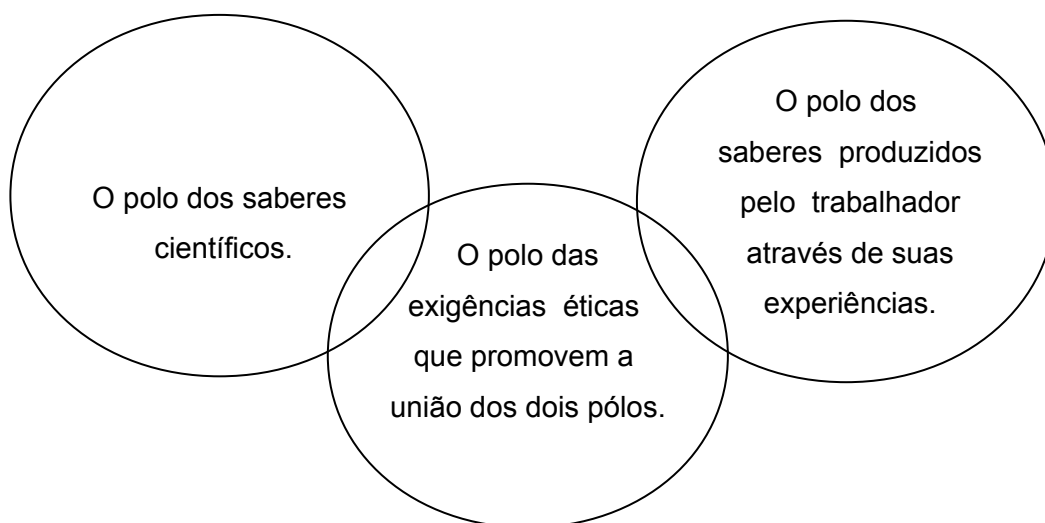 O polo dos saberes
científicos.
O polo das
exigências éticas
que promovem a
união dos dois pólos.
O polo dos
saberes produzidos
pelo trabalhador
através de suas
experiências.